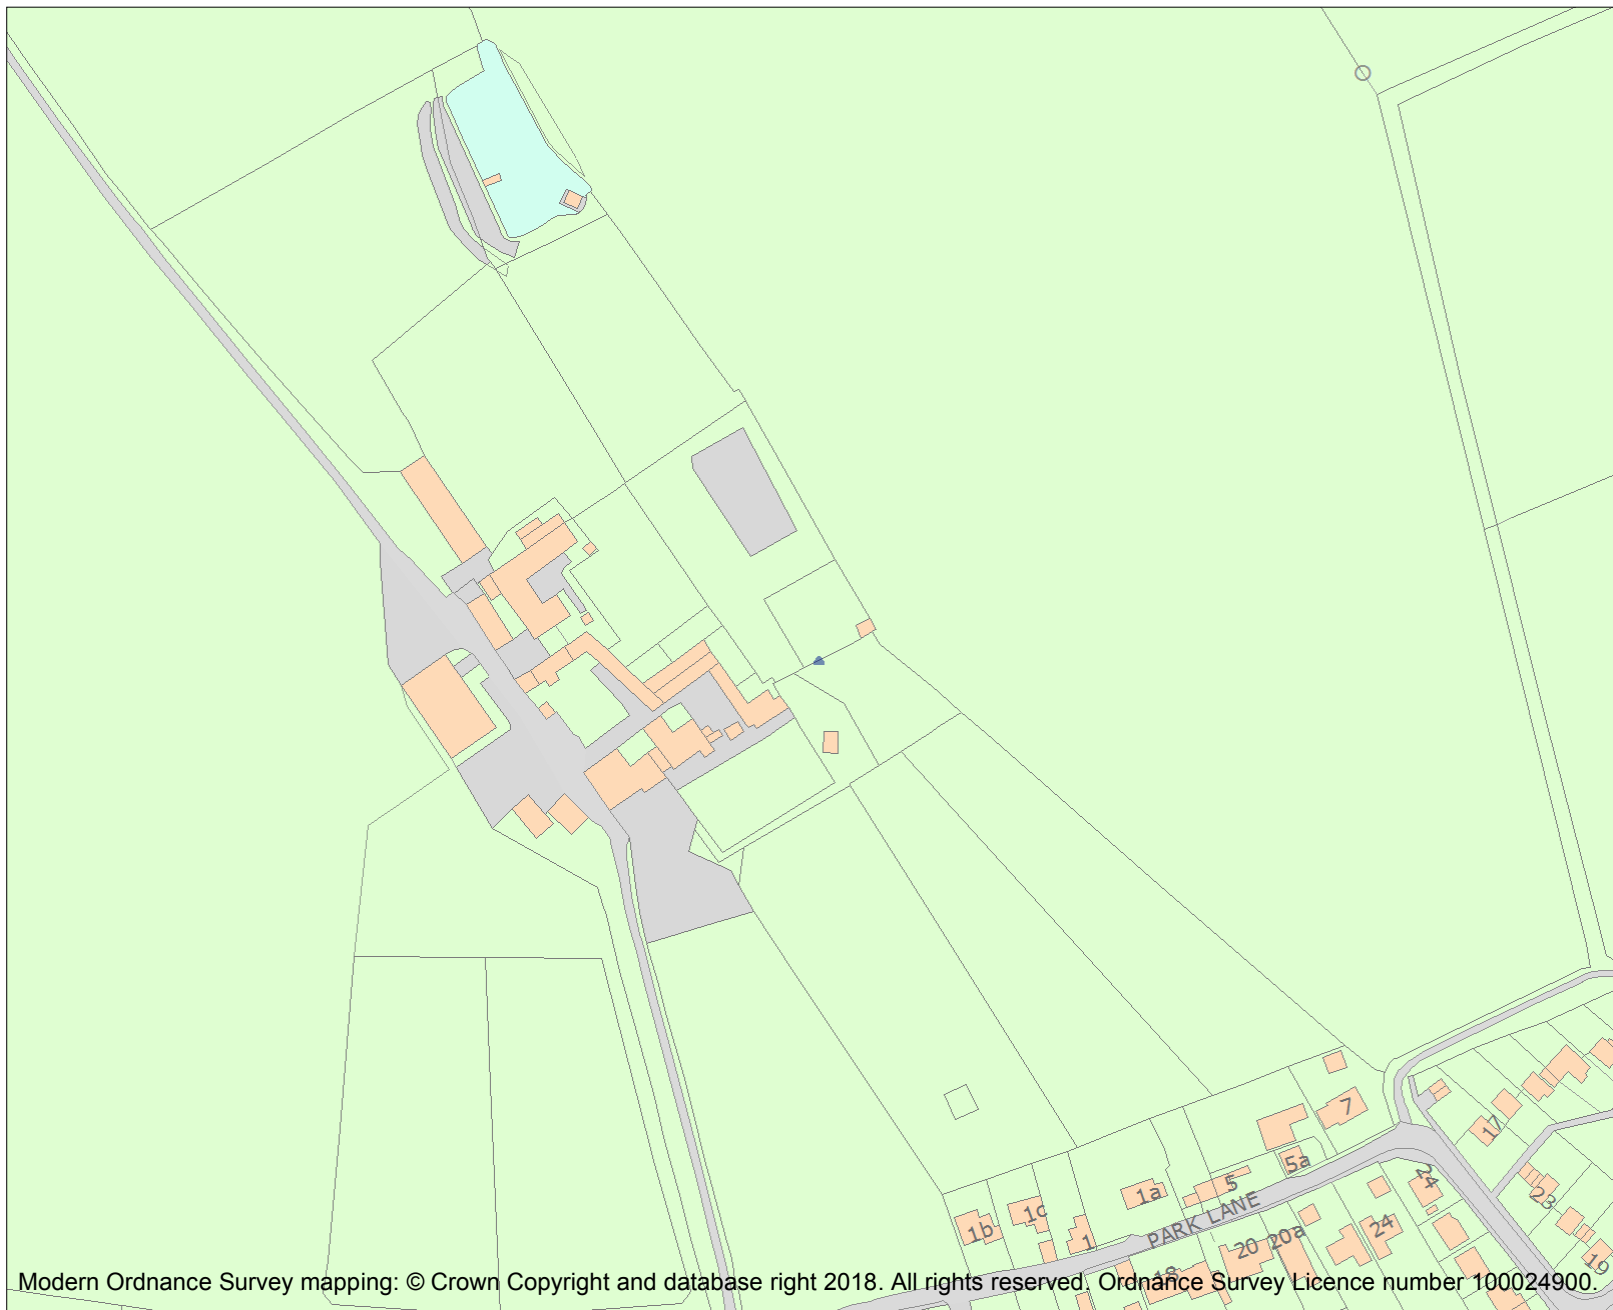 7
17
5a
24
5
1a
23
1c
PARK LANE
24
1b
1
20
20a
19
18
Modern Ordnance Survey mapping: © Crown Copyright and database right 2018. All rights reserved. Ordnance Survey Licence number 100024900.